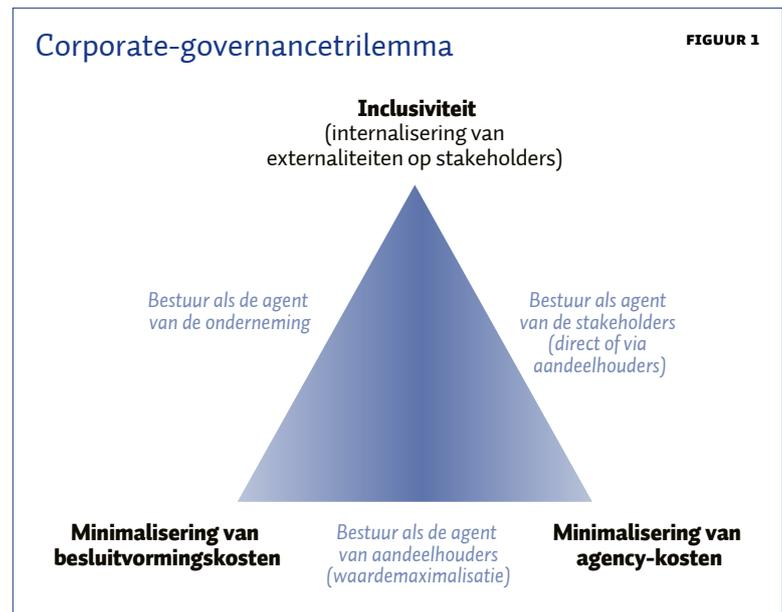 Corporate-governancetrilemma
FIGUUR 1
Inclusiviteit
(internalisering van
externaliteiten op stakeholders)
Bestuur als de agent
van de onderneming
Bestuur als agent
van de stakeholders
(direct of via
aandeelhouders)
Minimalisering van
besluitvormingskosten
Bestuur als de agent
van aandeelhouders
(waardemaximalisatie)
Minimalisering van
agency-kosten